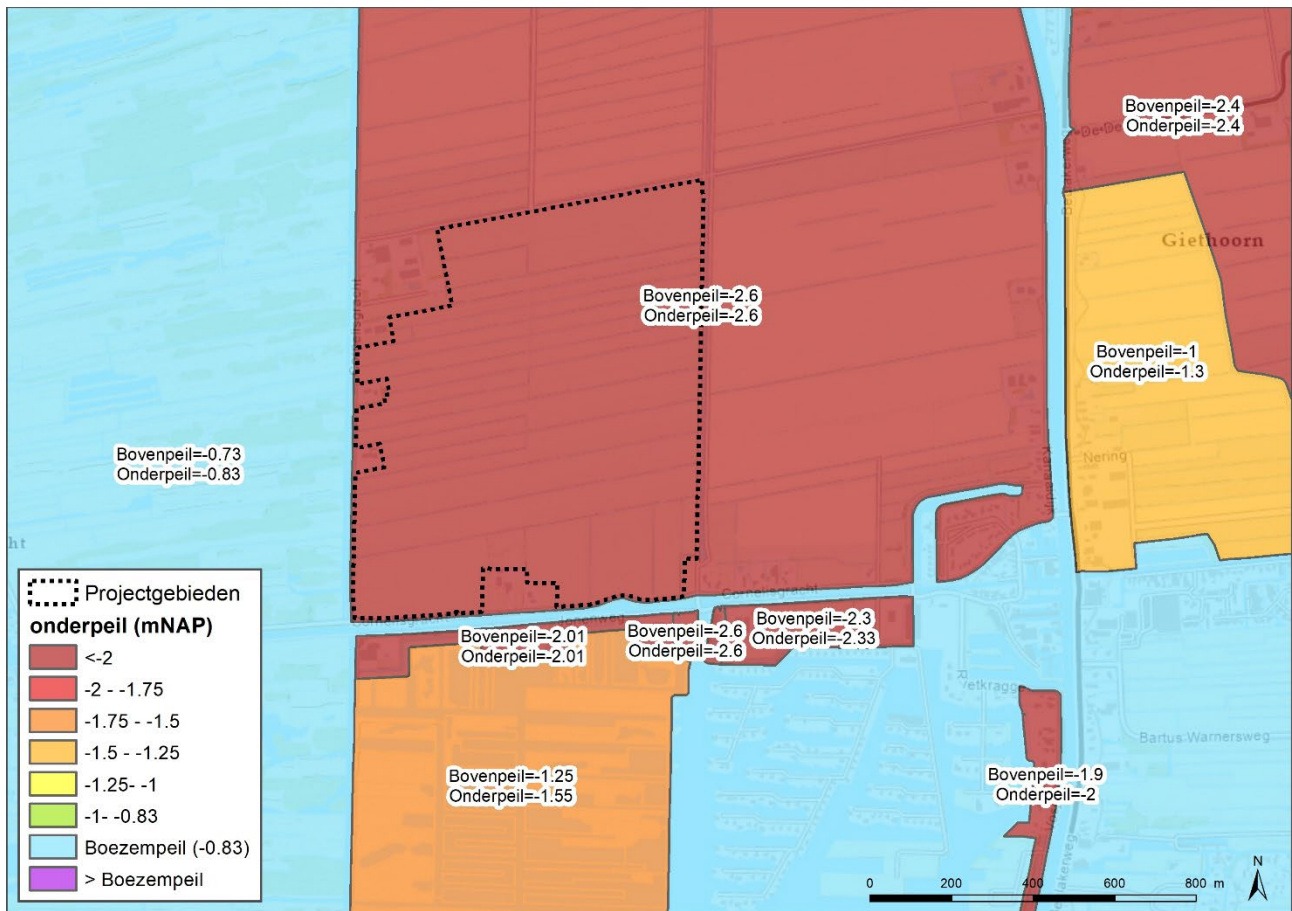 Bovenpeil=-2.4
Onderpeil=-2.4
Giethoorn
Bovenpeil=-2.6
Onderpeil=-2.6
Bovenpeil=-1
Onderpeil=-1.3
Bovenpeil=-0.73
Onderpeil=-0.83
Nering
Kanaaldijk
ht
Cornelisgracht
Jonenweg
Bovenpeil=-2.01
Onderpeil=-2.01
Bovenpeil=-2.6
Onderpeil=-2.6
Bovenpeil=-2.3
Onderpeil=-2.33
Bartus Warnersweg
Bovenpeil=-1.25
Onderpeil=-1.55
Bovenpeil=-1.9
Onderpeil=-2
Projectgebieden
onderpeil (mNAP)
<-2
-2 - -1.75
-1.75 - -1.5
-1.5 - -1.25
-1.25- -1
-1- -0.83
Boezempeil (-0.83)
> Boezempeil
N
0 200 400 600 800 m